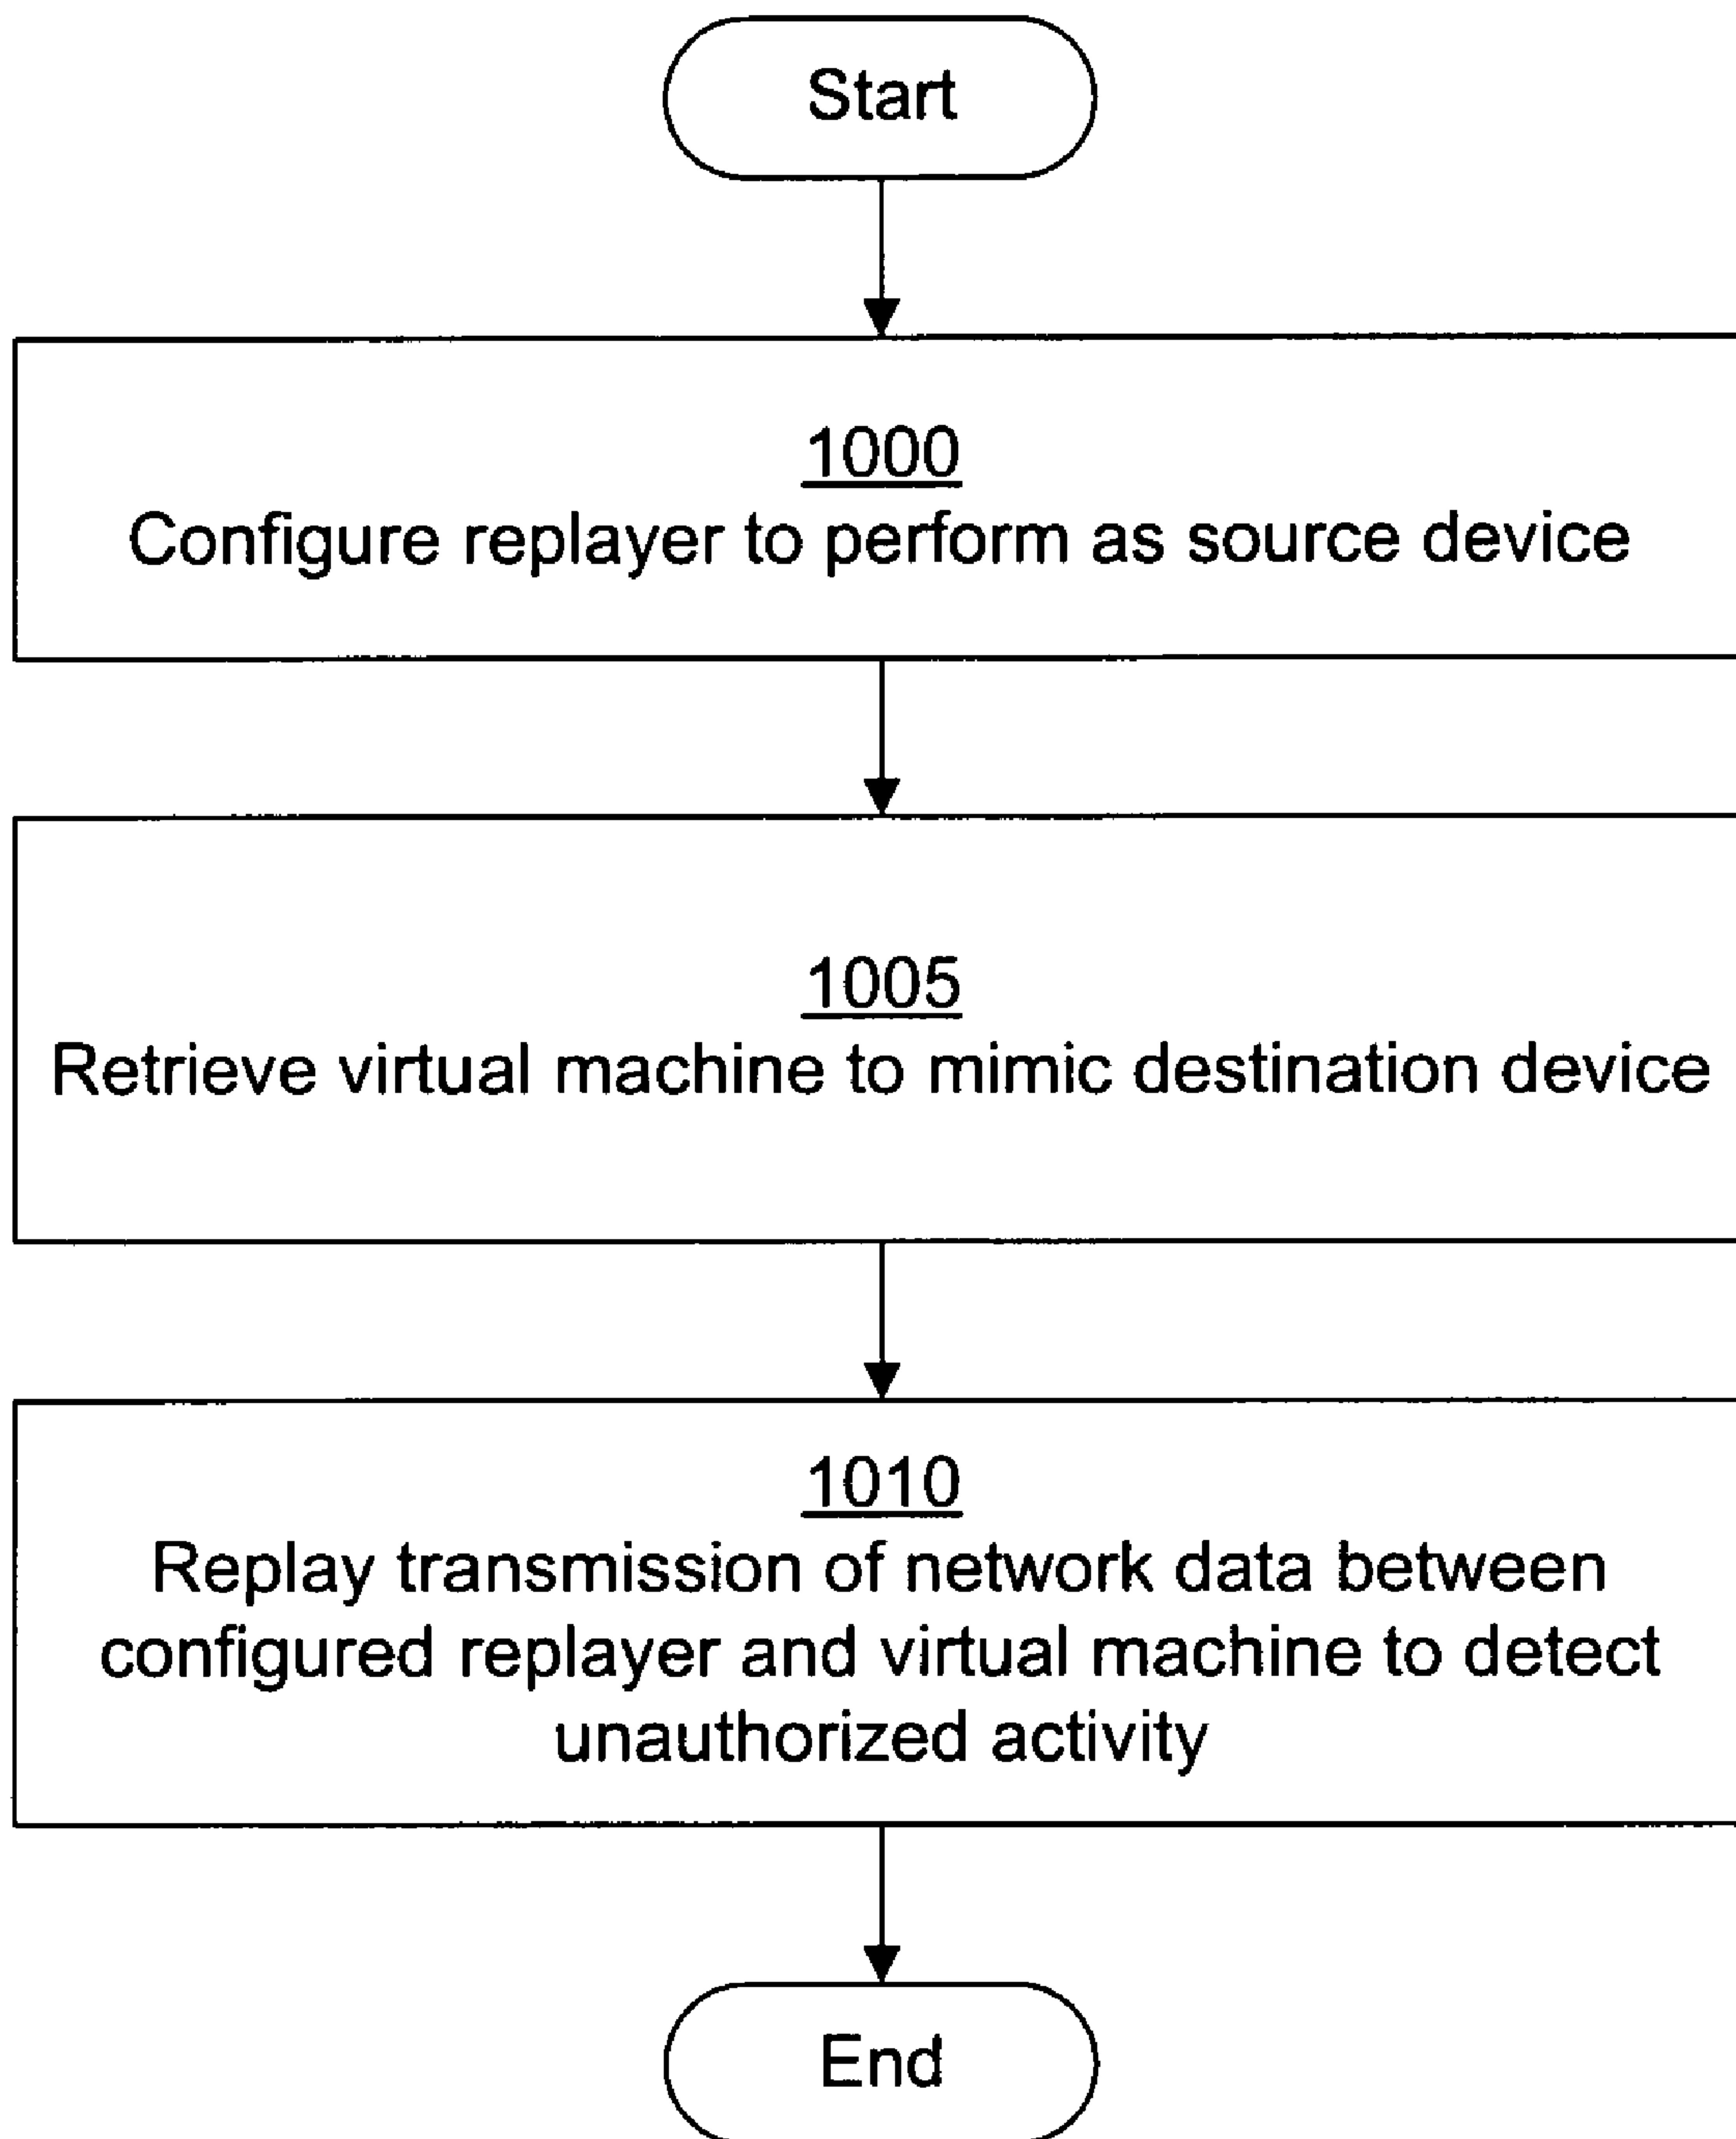 Start
1000
Configure replayer to perform as source device
1005
Retrieve virtual machine to mimic destination device
1010
Replay transmission of network data between
configured replayer and virtual machine to detect
unauthorized activity
End